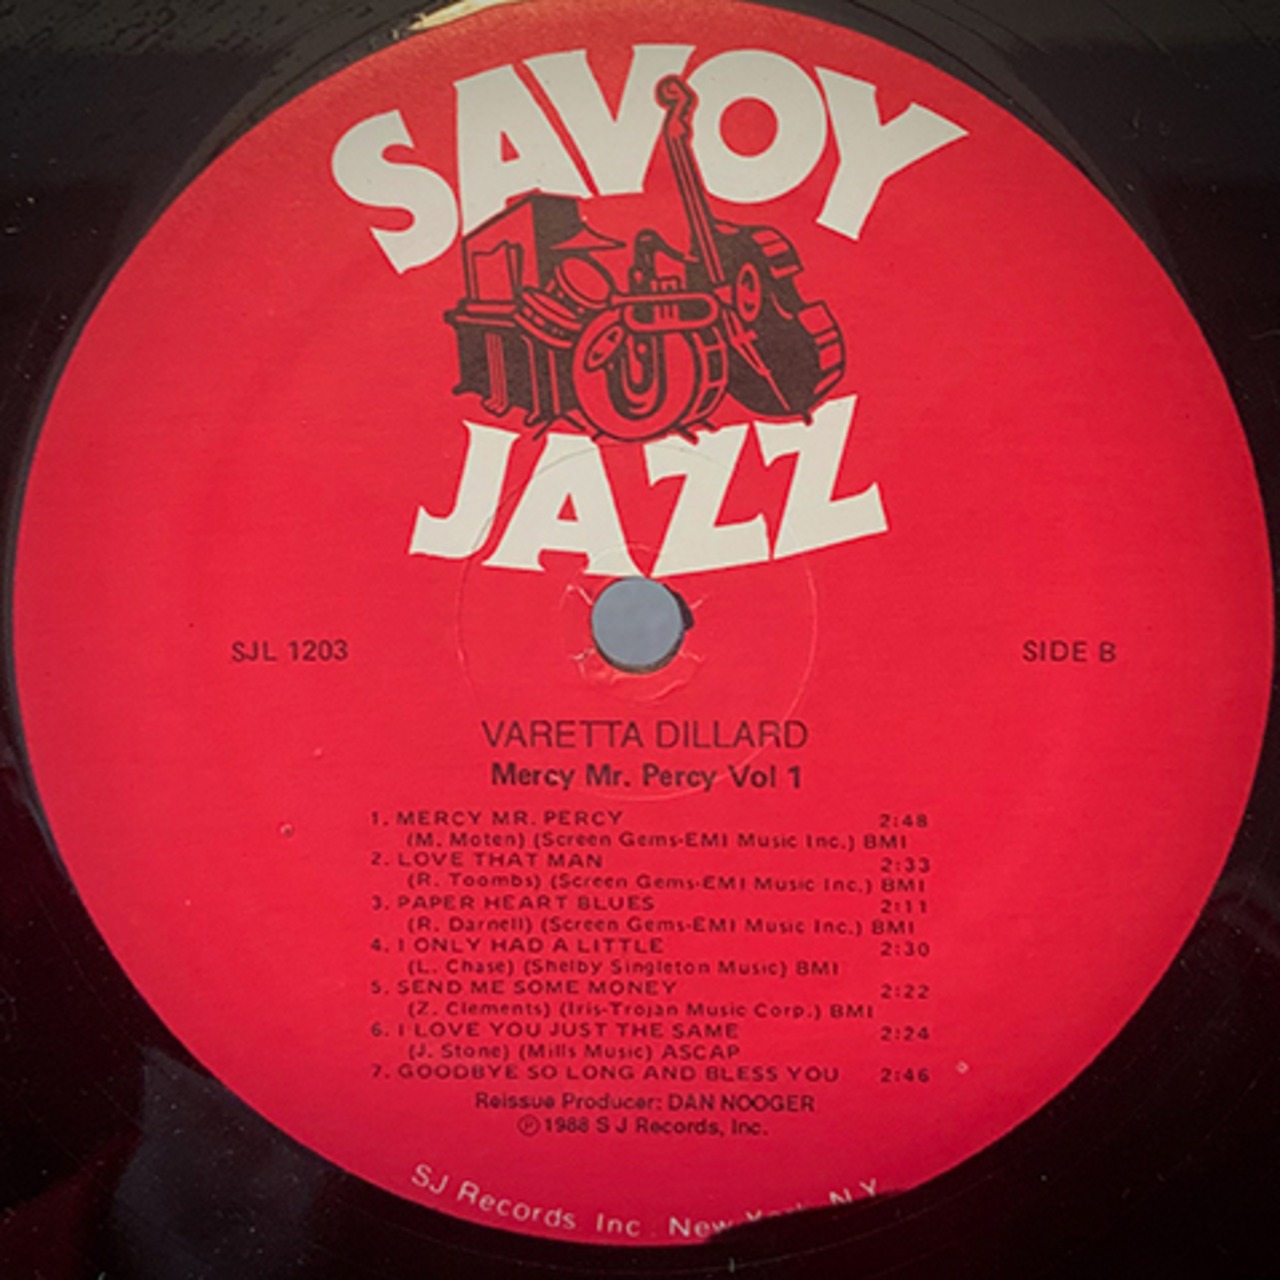 SAVOY
JAZZ
SJL 1203
SIDE B
VARETTA DILLARD
Mercy Mr. Percy Vol 1
1. MERCY MR. PERCY 2:48
(M. Moten) (Screen Gems-EMI Music Inc.) BMI
2. LOVE THAT MAN 2:33
(R. Toombs) (Screen Gems-EMI Music Inc.) BMI
3. PAPER HEART BLUES 2:11
(R. Darnell) (Screen Gems-EMI Music Inc.) BMI
4. I ONLY HAD A LITTLE 2:30
(L. Chase) (Shelby Singleton Music) BMI
5. SEND ME SOME MONEY 2:22
(Z. Clements) (Iris-Trojan Music Corp.) BMI
6. I LOVE YOU JUST THE SAME 2:24
(J. Stone) (Mills Music) ASCAP
7. GOODBYE SO LONG AND BLESS YOU 2:46
Reissue Producer: DAN NOOGER
℗ 1988 S J Records, Inc.
SJ Records Inc. New York N.Y.